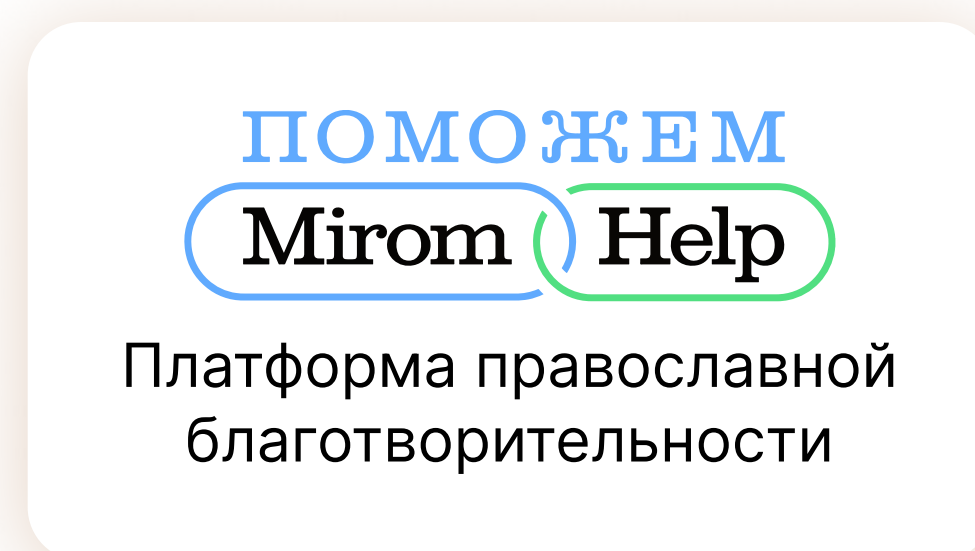 ПОМОЖЕМ
Mirom Help
Платформа православной
благотворительности